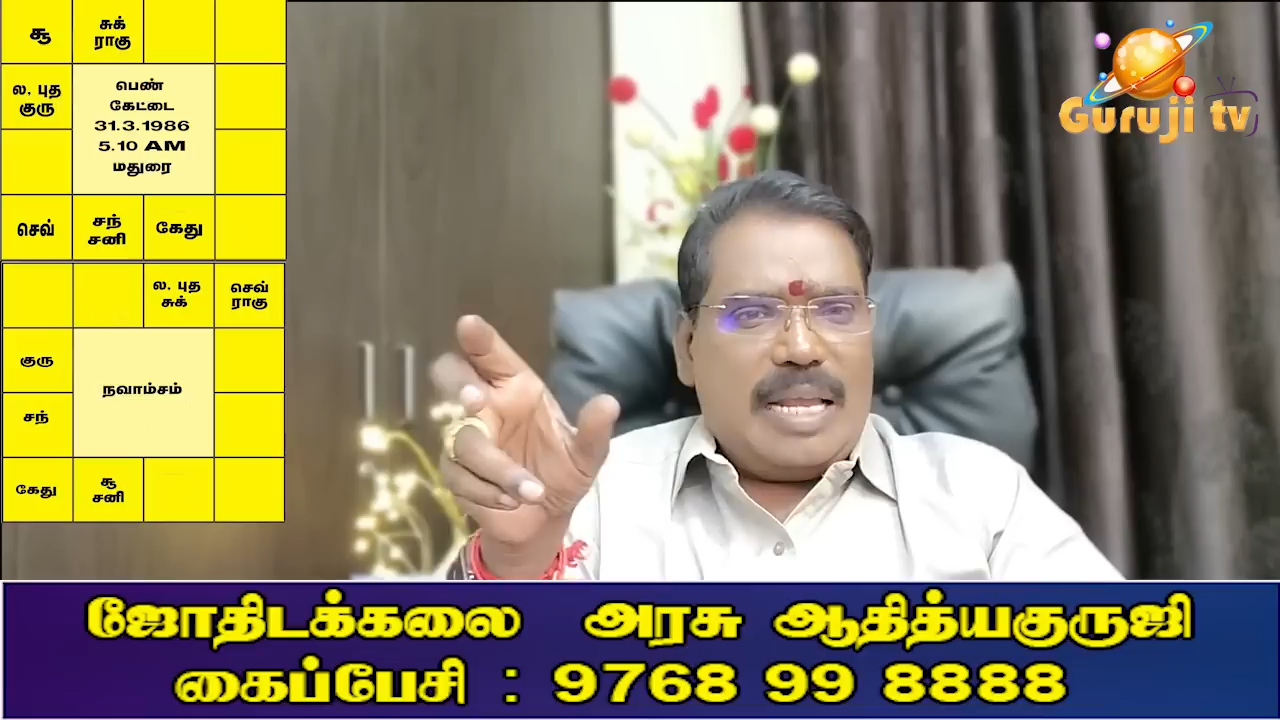 சூ
சுக்
ராகு
ல, புத
குரு
பெண்
கேட்டை
31.3.1986
5.10 AM
மதுரை
செவ்
சந்
சனி
கேது
ல. புத
சுக்
செவ்
ராகு
குரு
நவாம்சம்
சந்
கேது
சூ
சனி
Guruji tv
ஜோதிடக்கலை அரசு ஆதித்யகுருஜி
கைப்பேசி : 9768 99 8888